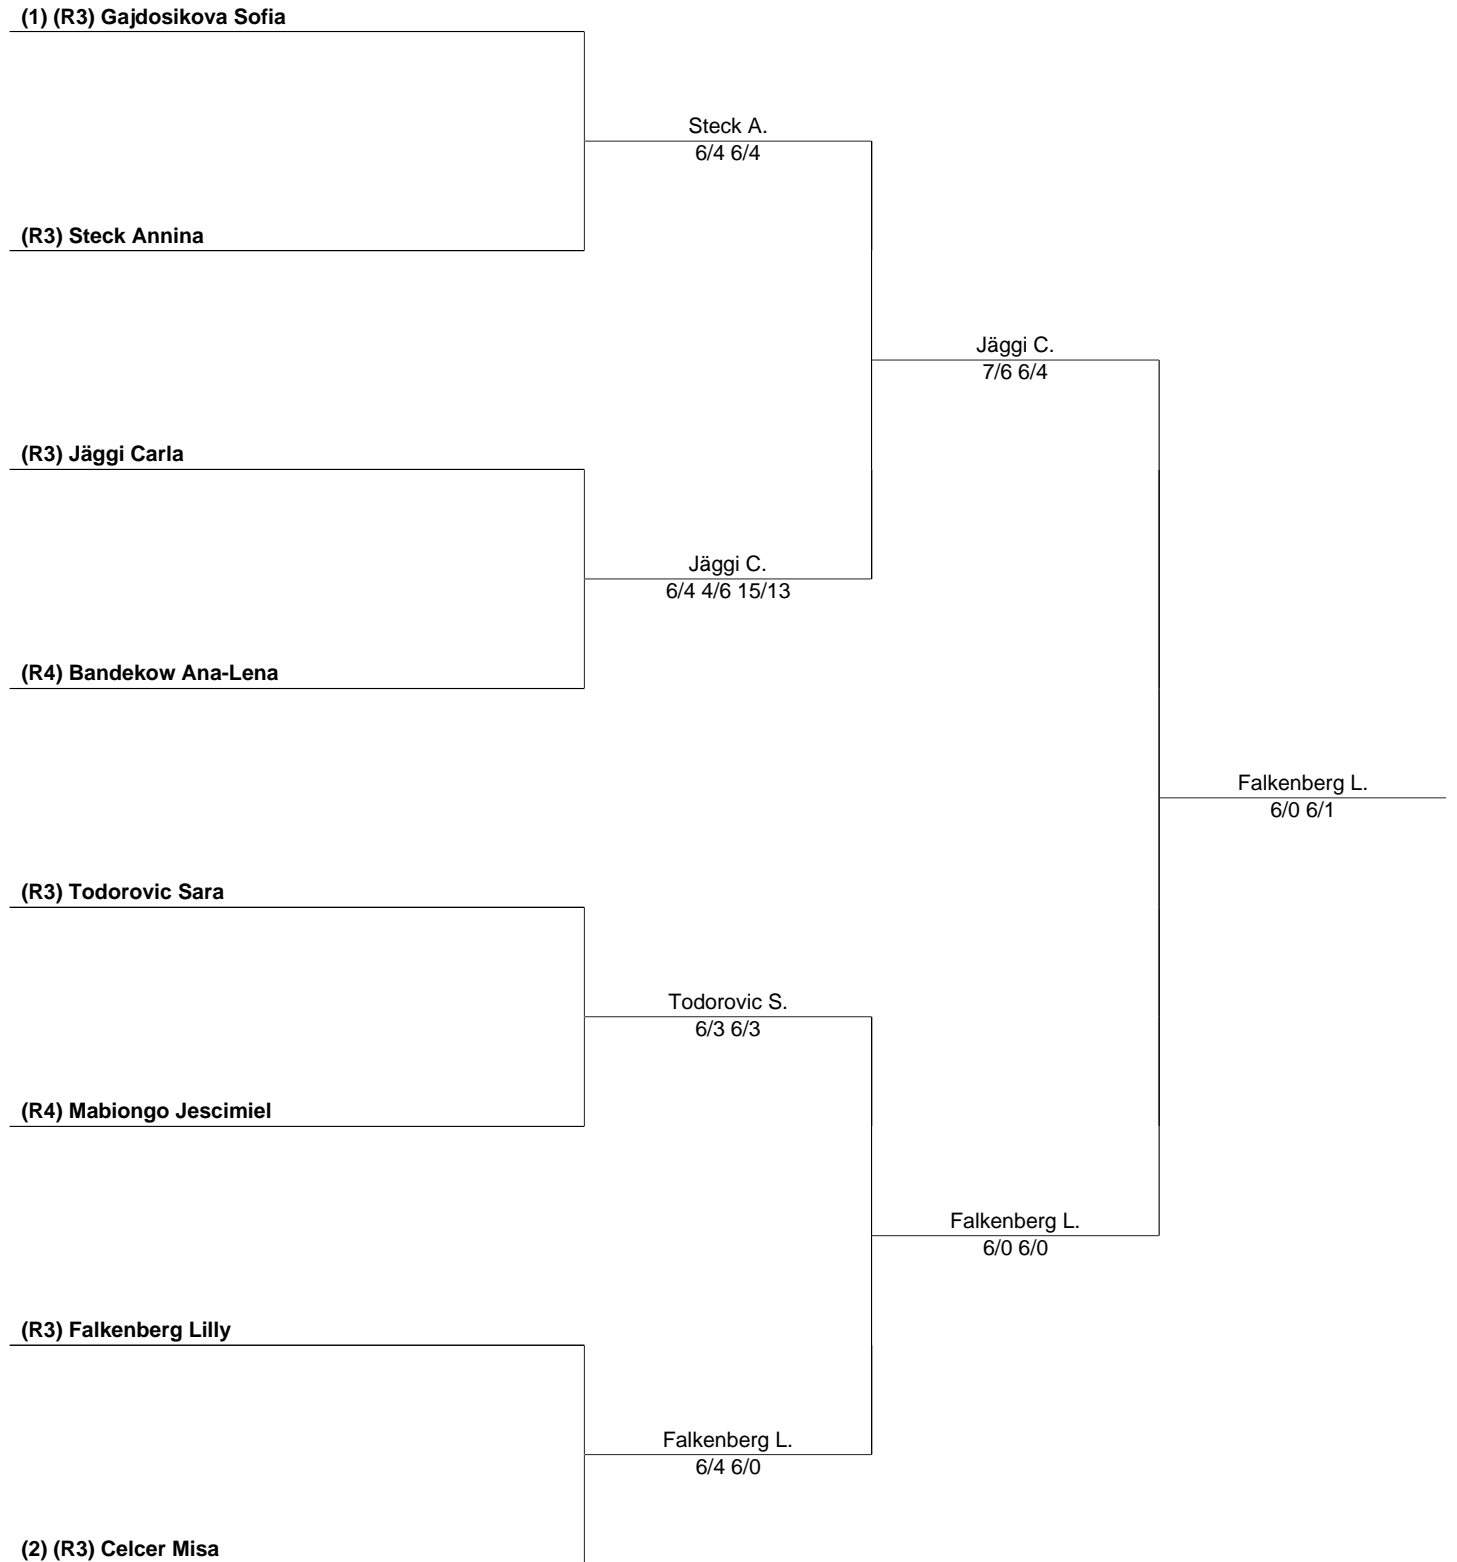 (1) (R3) Gajdosikova Sofia
Steck A.
6/4 6/4
(R3) Steck Annina
Jäggi C.
7/6 6/4
(R3) Jäggi Carla
Jäggi C.
6/4 4/6 15/13
(R4) Bandekow Ana-Lena
Falkenberg L.
6/0 6/1
(R3) Todorovic Sara
Todorovic S.
6/3 6/3
(R4) Mabiongo Jescimiel
Falkenberg L.
6/0 6/0
(R3) Falkenberg Lilly
Falkenberg L.
6/4 6/0
(2) (R3) Celcer Misa